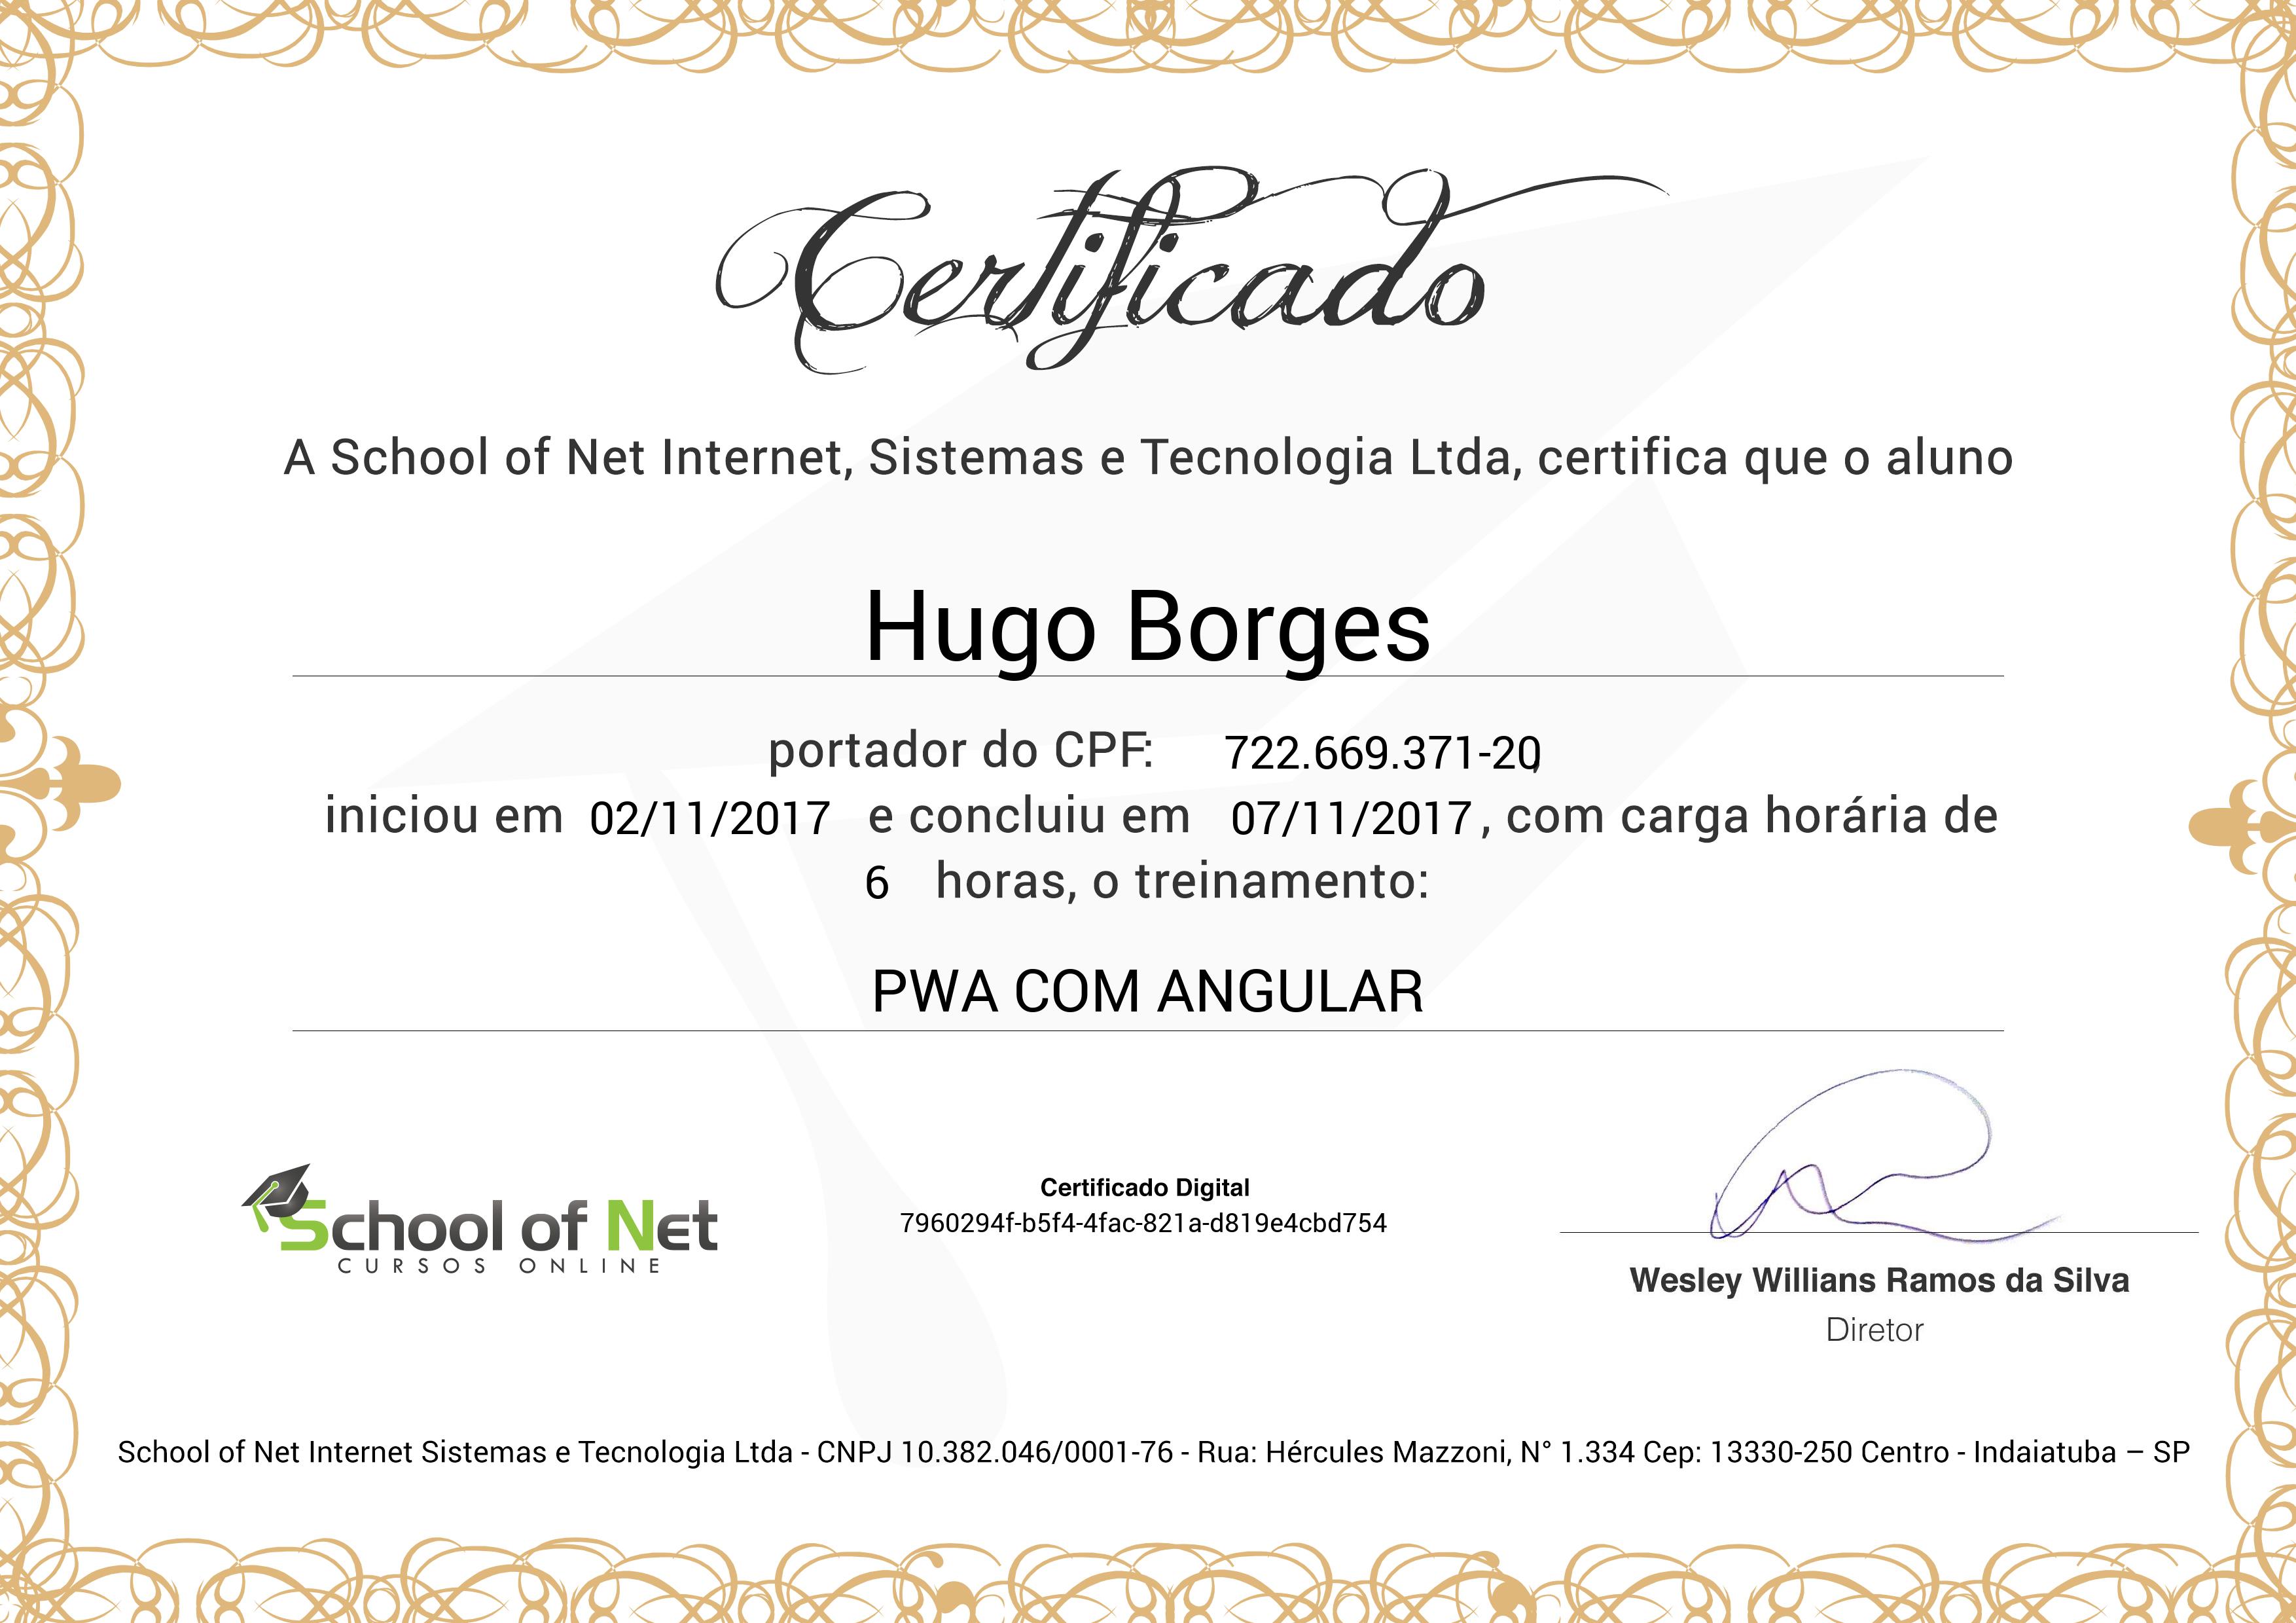 Certificado
A School of Net Internet, Sistemas e Tecnologia Ltda, certifica que o aluno
Hugo Borges
portador do CPF: 722.669.371-20,
iniciou em 02/11/2017 e concluiu em 07/11/2017, com carga horária de
6 horas, o treinamento:
PWA COM ANGULAR
School of Net
CURSOS ONLINE
Certificado Digital
7960294f-b5f4-4fac-821a-d819e4cbd754
Wesley Willians Ramos da Silva
Diretor
School of Net Internet Sistemas e Tecnologia Ltda - CNPJ 10.382.046/0001-76 - Rua: Hércules Mazzoni, N° 1.334 Cep: 13330-250 Centro - Indaiatuba – SP